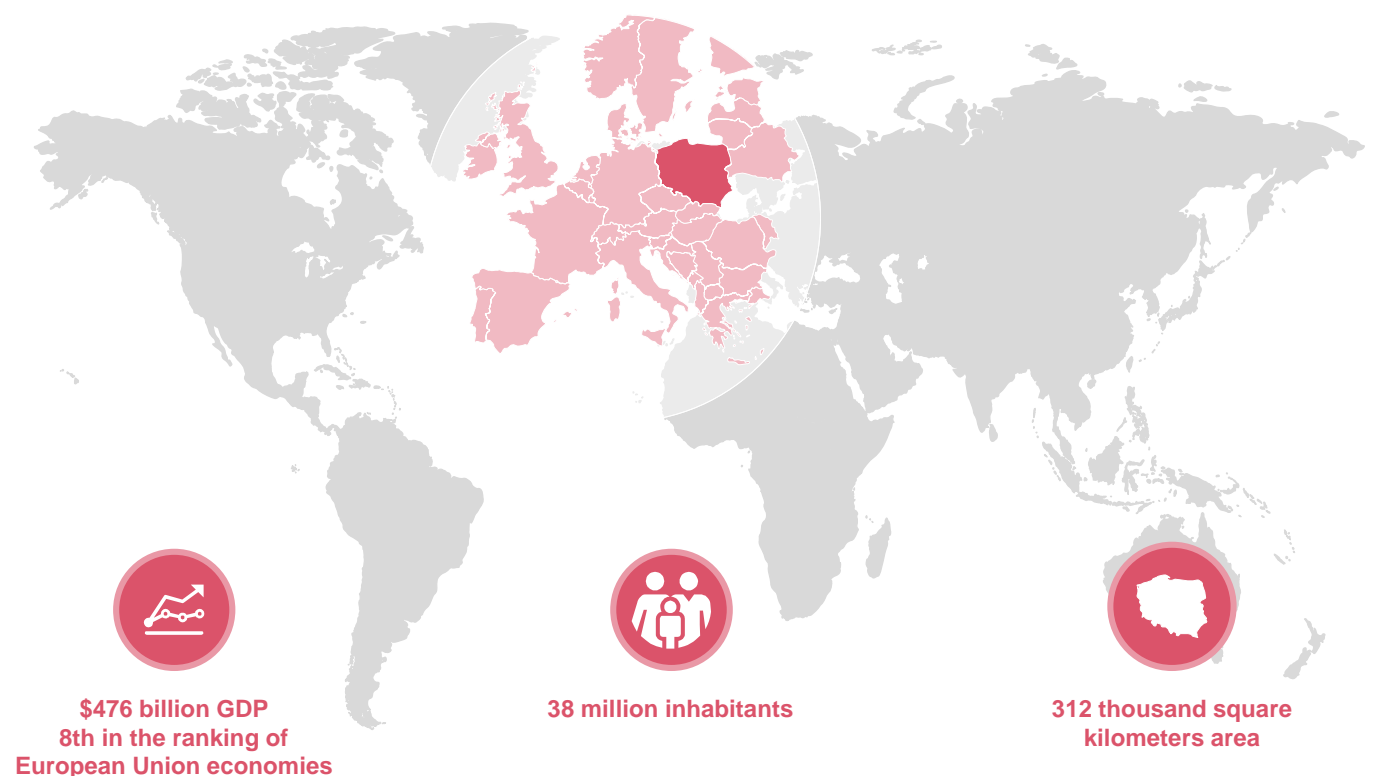 $476 billion GDP
8th in the ranking of
European Union economies
38 million inhabitants
312 thousand square
kilometers area